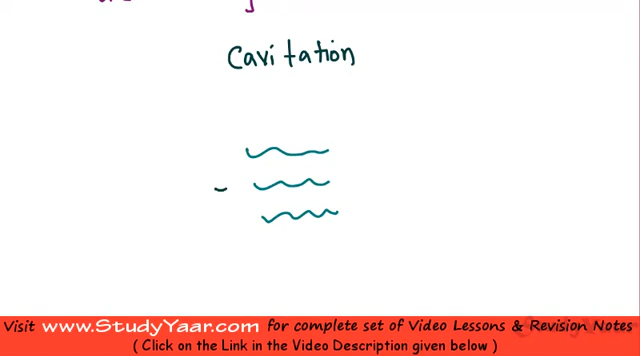 Cavitation
Visit www.StudyYaar.com for complete set of Video Lessons & Revision Notes
( Click on the Link in the Video Description given below )